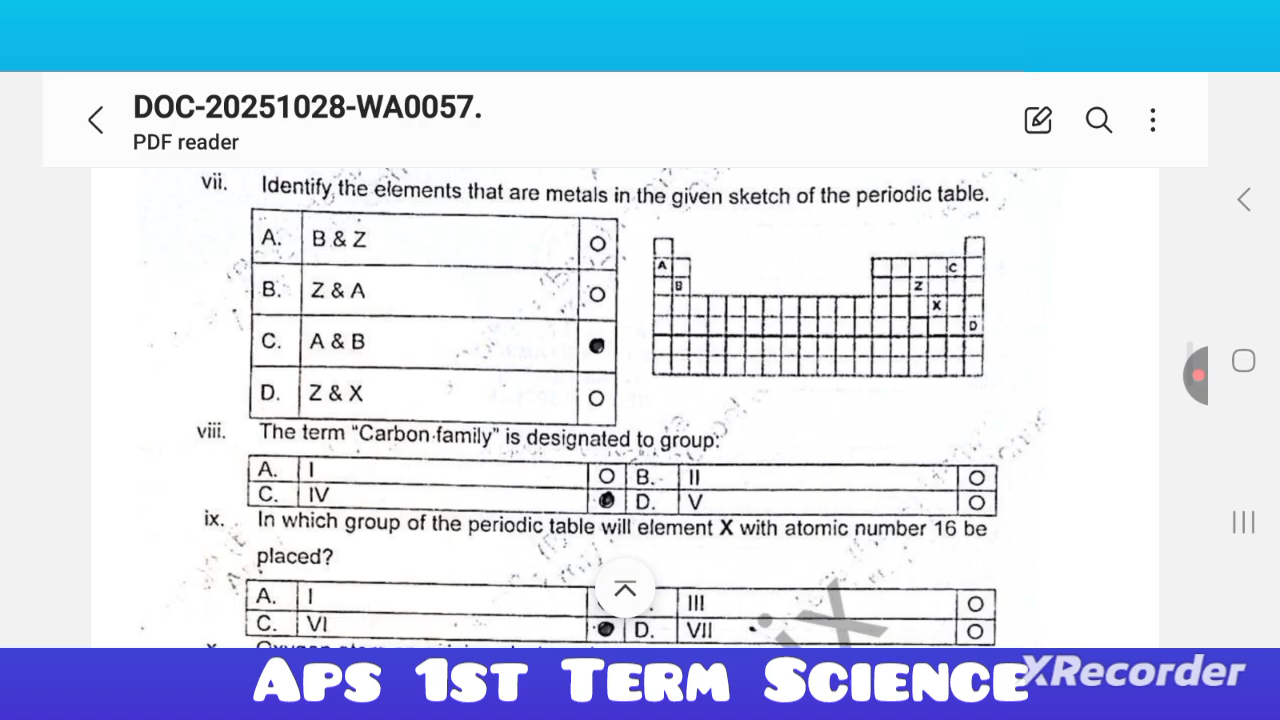 DOC-20251028-WA0057.
PDF reader
vii. Identify the elements that are metals in the given sketch of the periodic table.
A. B & Z
B. Z & A
C. A & B
D. Z & X
A
B
C
Z
X
D
viii. The term “Carbon family” is designated to group:
A. I B. II
C. IV D. V
ix. In which group of the periodic table will element X with atomic number 16 be
placed?
A. I III
C. VI D. VII
APS 1ST TERM SCIENCE
XRecorder